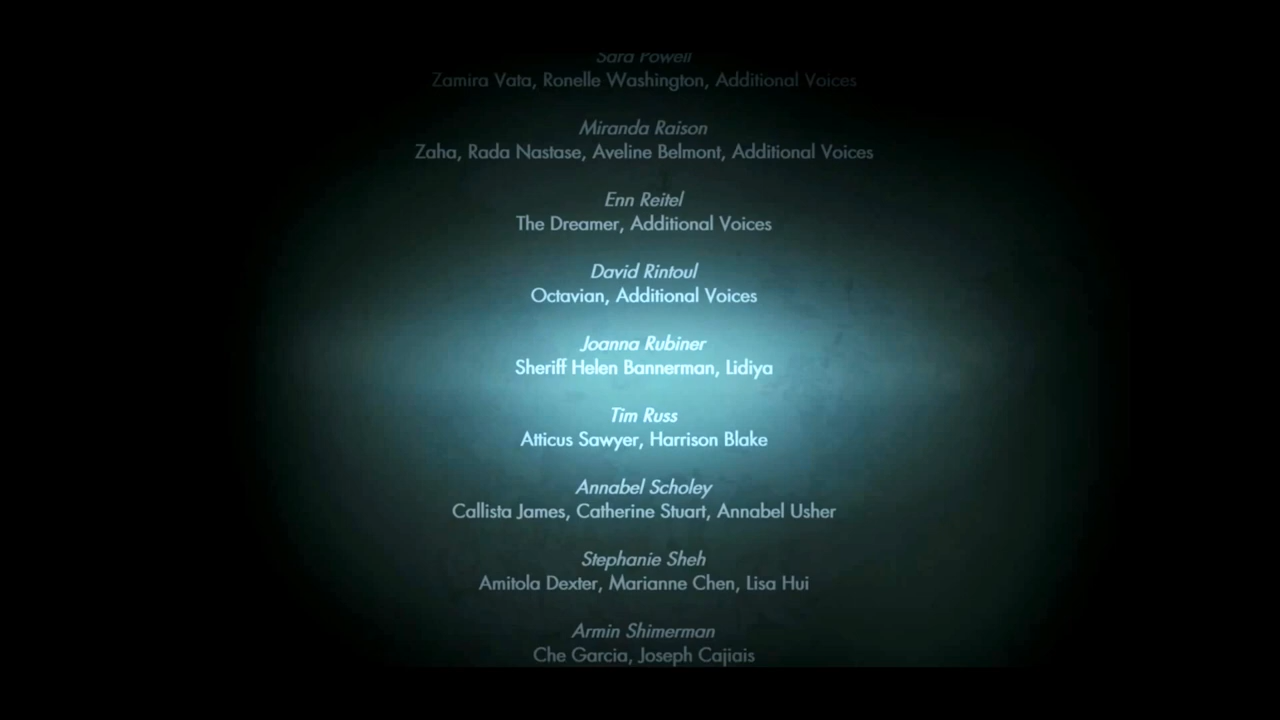 Sara Powell
Zamira Vata, Ronelle Washington, Additional Voices
Miranda Raison
Zaha, Rada Nastase, Aveline Belmont, Additional Voices
Enn Reitel
The Dreamer, Additional Voices
David Rintoul
Octavian, Additional Voices
Joanna Rubiner
Sheriff Helen Bannerman, Lidiya
Tim Russ
Atticus Sawyer, Harrison Blake
Annabel Scholey
Callista James, Catherine Stuart, Annabel Usher
Stephanie Sheh
Amitola Dexter, Marianne Chen, Lisa Hui
Armin Shimerman
Che Garcia, Joseph Cajiais